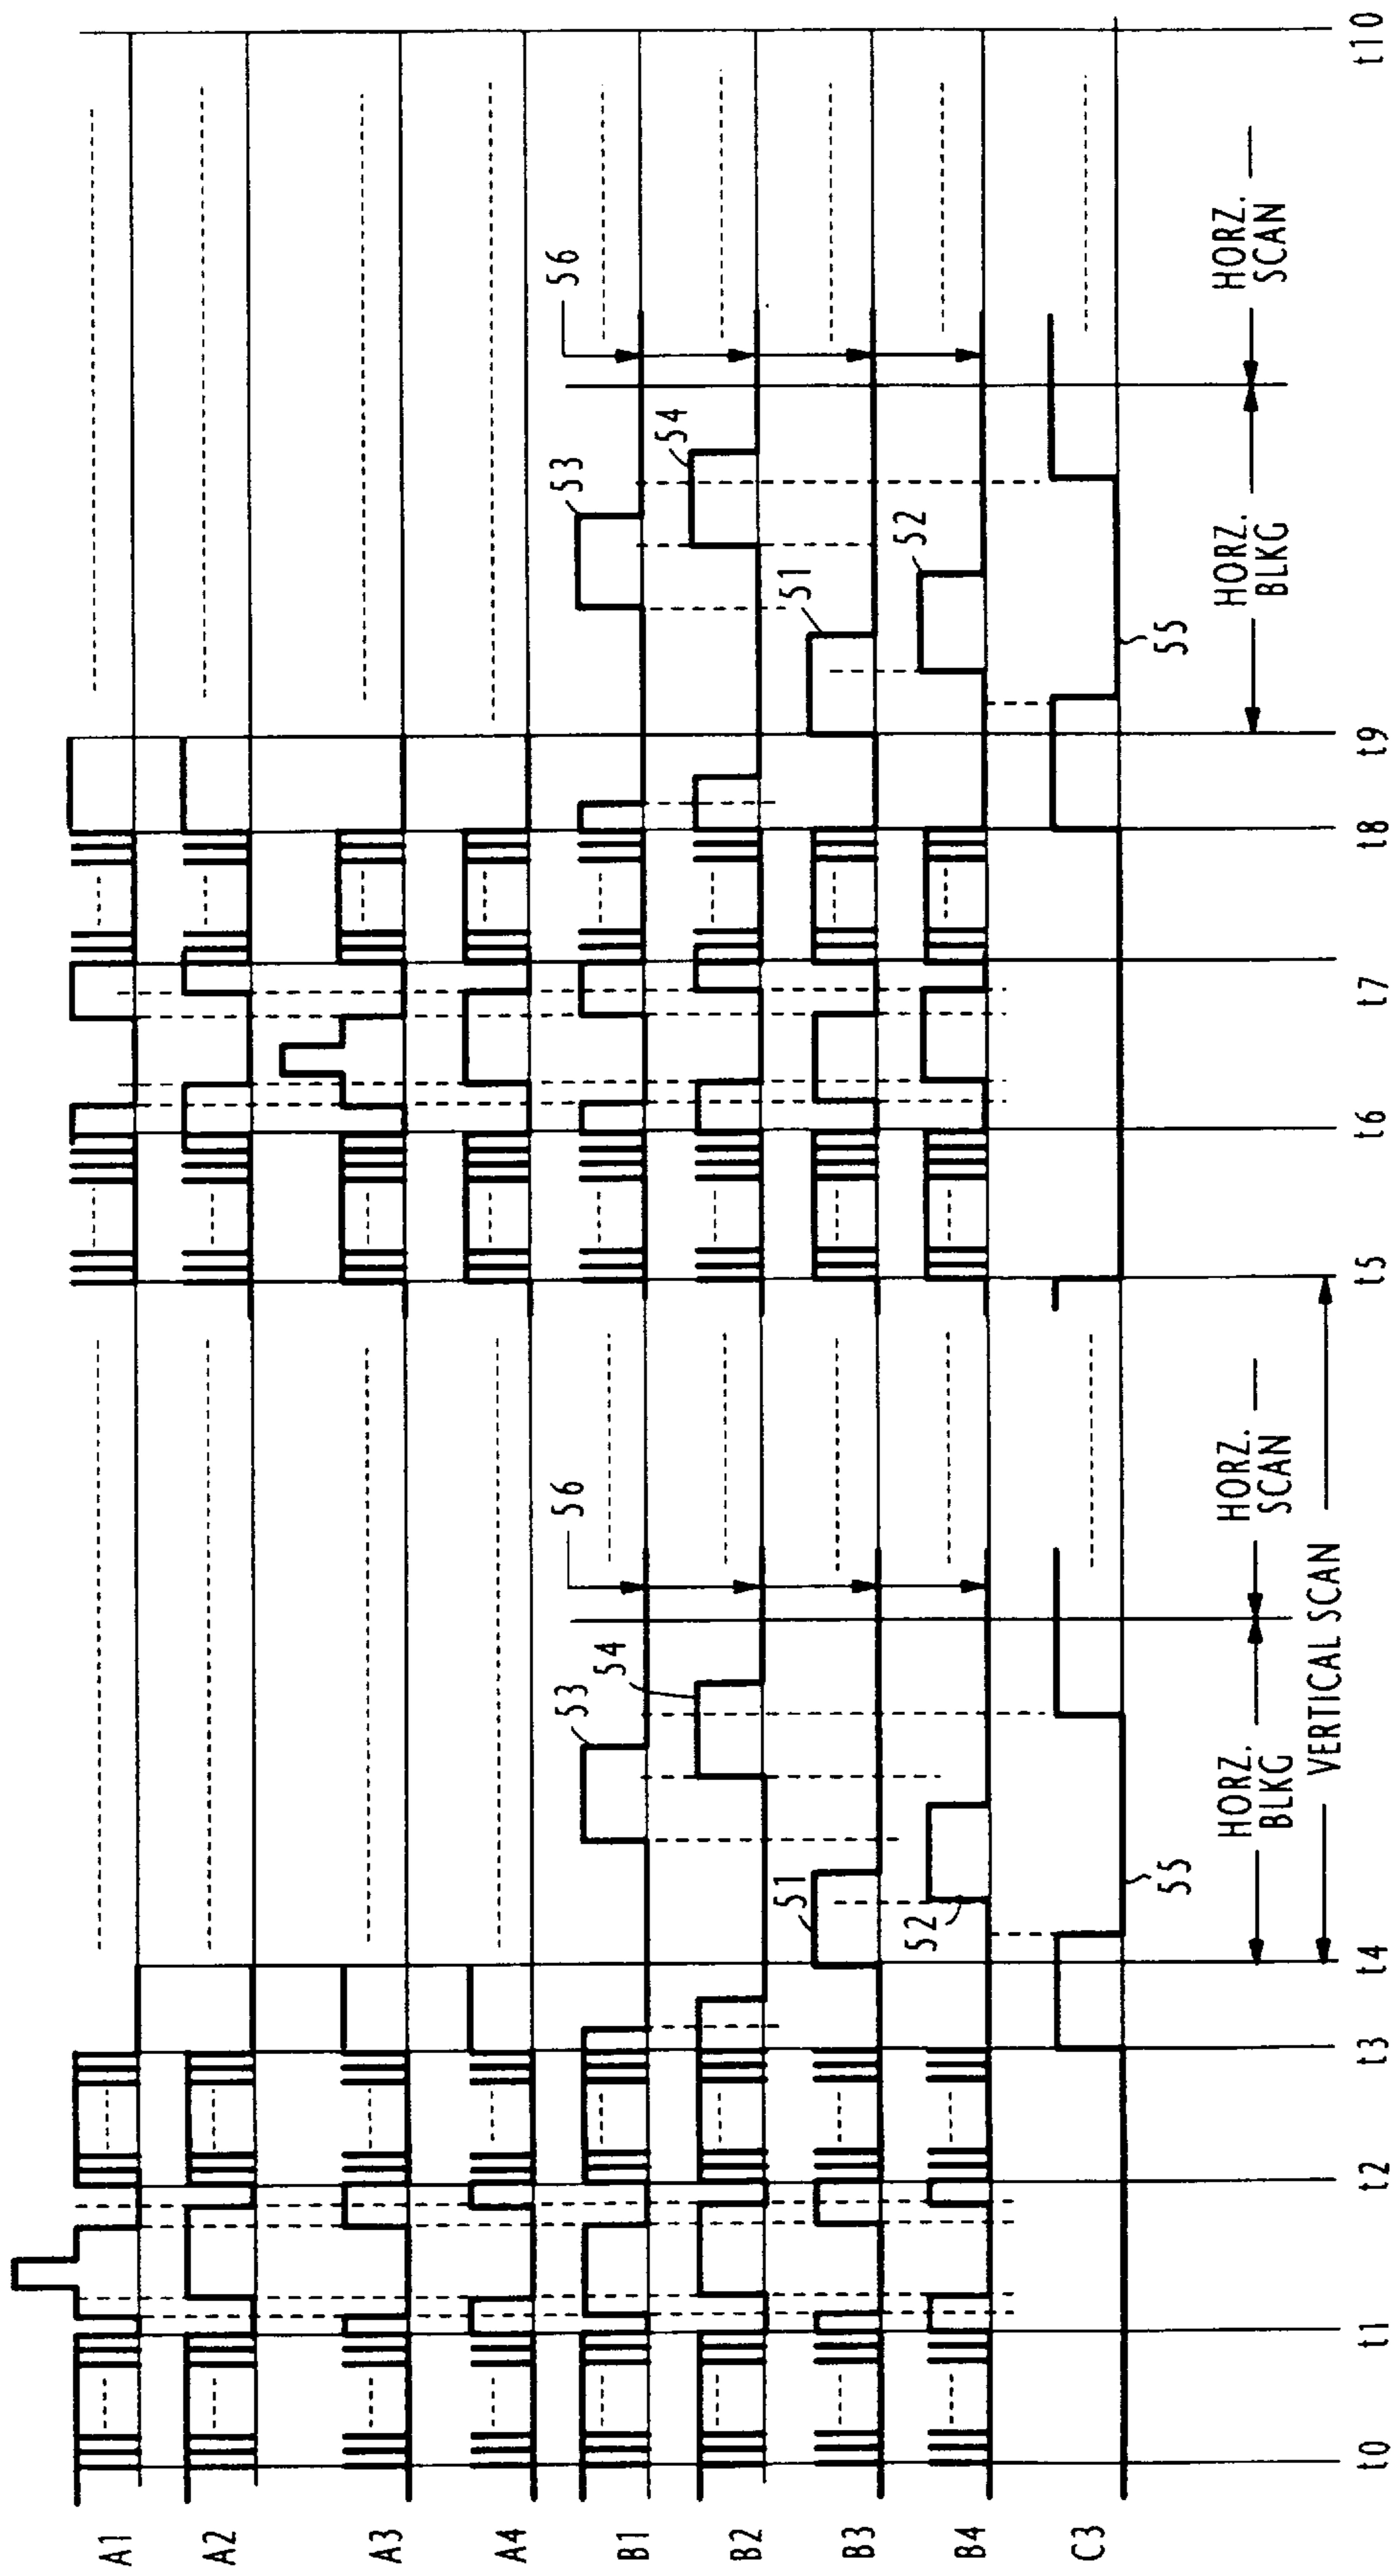 A1
A2
A3
A4
B1
B2
B3
B4
C3
53
54
56
51
52
55
53
54
56
51
52
55
HORZ.
BLKG
HORZ.
SCAN
VERTICAL SCAN
HORZ.
BLKG
HORZ.
SCAN
t0
t1
t2
t3
t4
t5
t6
t7
t8
t9
t10